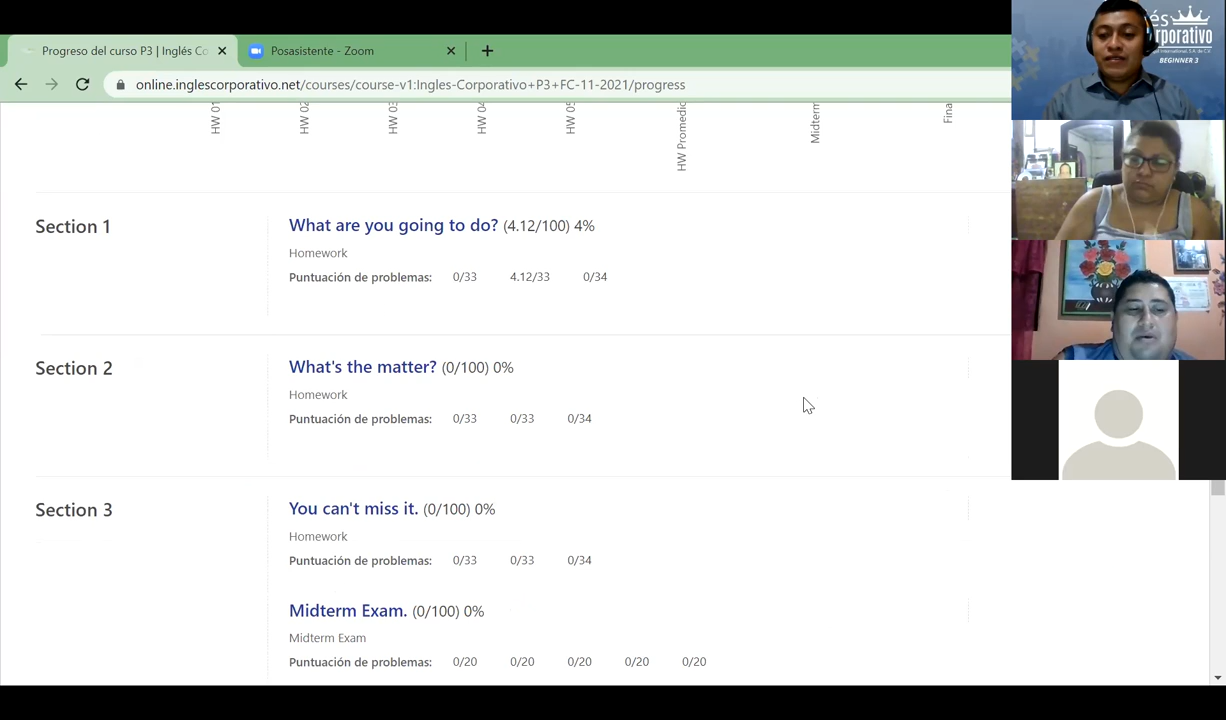 Progreso del curso P3 | Inglés Co
Posasistente - Zoom
online.inglescorporativo.net/courses/course-v1:Ingles-Corporativo+P3+FC-11-2021/progress
HW 01
HW 02
HW 03
HW 04
HW 05
HW Promedio
Midterm
Fina
Section 1
What are you going to do? (4.12/100) 4%
Homework
Puntuación de problemas: 0/33 4.12/33 0/34
Section 2
What's the matter? (0/100) 0%
Homework
Puntuación de problemas: 0/33 0/33 0/34
Section 3
You can't miss it. (0/100) 0%
Homework
Puntuación de problemas: 0/33 0/33 0/34
Midterm Exam. (0/100) 0%
Midterm Exam
Puntuación de problemas: 0/20 0/20 0/20 0/20 0/20
és
rporativo
BEGINNER 3